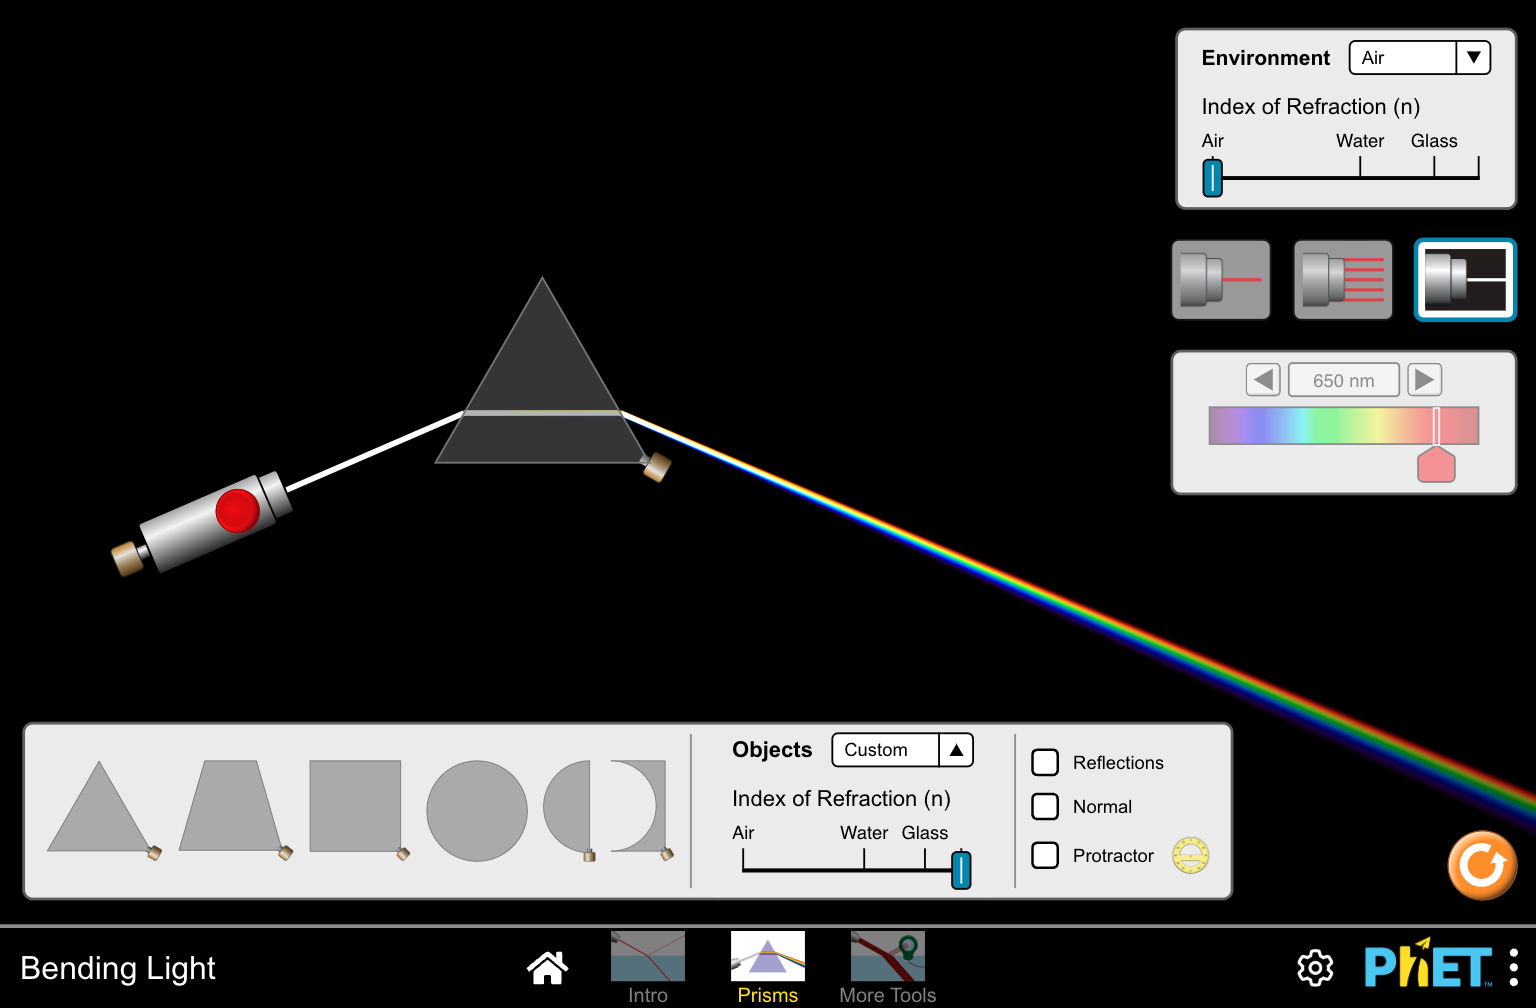 Environment Air
Index of Refraction (n)
Air Water Glass
650 nm
Objects Custom
Index of Refraction (n)
Air Water Glass
Reflections
Normal
Protractor
Bending Light
Intro
Prisms
More Tools
PhET